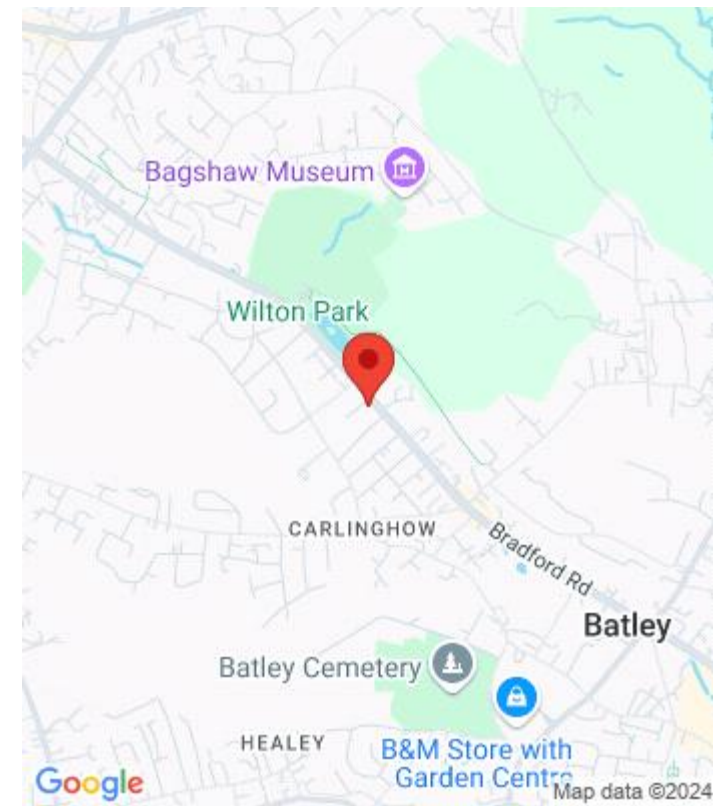 Bagshaw Museum
Wilton Park
CARLINGHOW
Bradford Rd
Batley
Batley Cemetery
HEALEY
B&M Store with
Garden Centre
Google
Map data ©2024